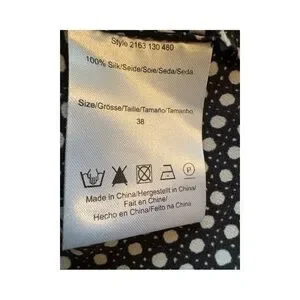 Style 2163 130 480
100% Silk/Seide/Soie/Seda/Seda
Size/Grösse/Taille/Tamaño/Tamanho
38
P
Made in China/Hergestellt in China/
Fait en Chine/
Hecho en China/Feito na China